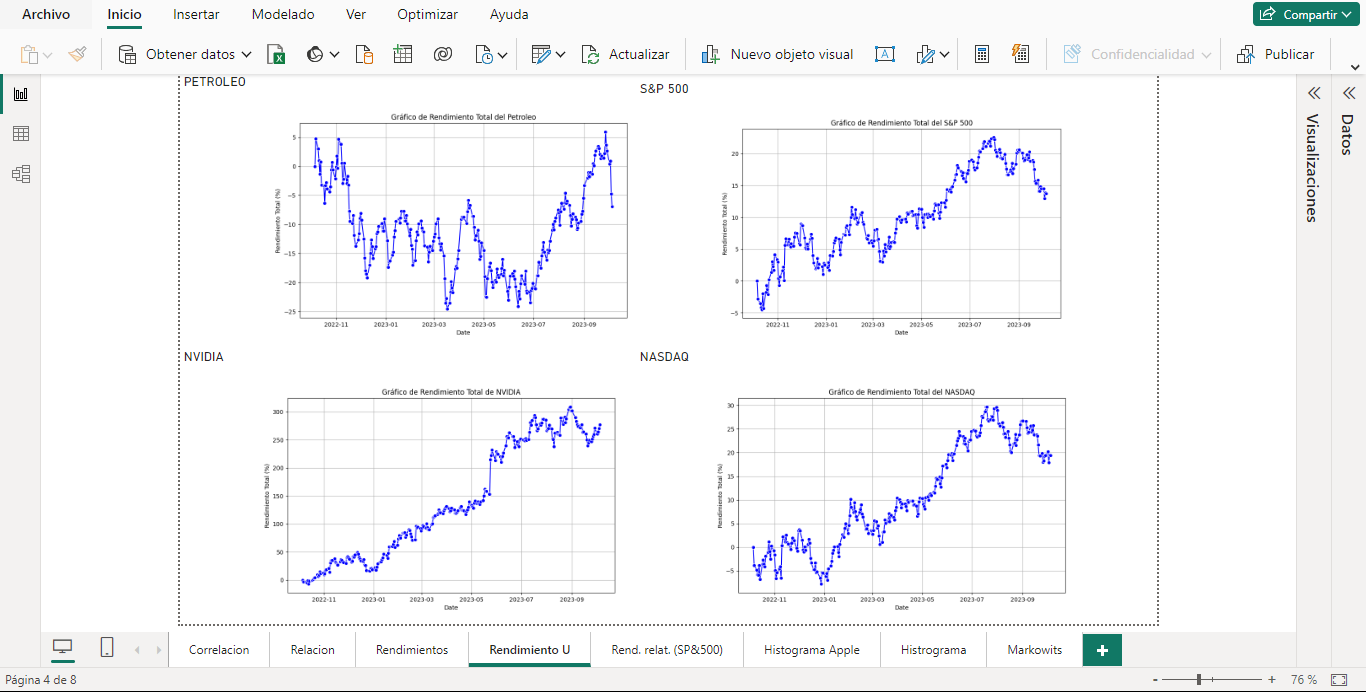 Archivo Inicio Insertar Modelado Ver Optimizar Ayuda Compartir
Obtener datos Actualizar Nuevo objeto visual A Confidencialidad Publicar
PETROLEO
Gráfico de Rendimiento Total del Petroleo
Rendimiento Total (%)
5
0
−5
−10
−15
−20
−25
2022-11 2023-01 2023-03 2023-05 2023-07 2023-09
Date
S&P 500
Gráfico de Rendimiento Total del S&P 500
Rendimiento Total (%)
20
15
10
5
0
−5
2022-11 2023-01 2023-03 2023-05 2023-07 2023-09
Date
NVIDIA
Gráfico de Rendimiento Total de NVIDIA
Rendimiento Total (%)
300
250
200
150
100
50
0
2022-11 2023-01 2023-03 2023-05 2023-07 2023-09
Date
NASDAQ
Gráfico de Rendimiento Total del NASDAQ
Rendimiento Total (%)
30
25
20
15
10
5
0
−5
2022-11 2023-01 2023-03 2023-05 2023-07 2023-09
Date
Visualizaciones
Datos
Correlacion Relacion Rendimientos Rendimiento U Rend. relat. (SP&500) Histograma Apple Histrograma Markowits +
Página 4 de 8 - + 76 %